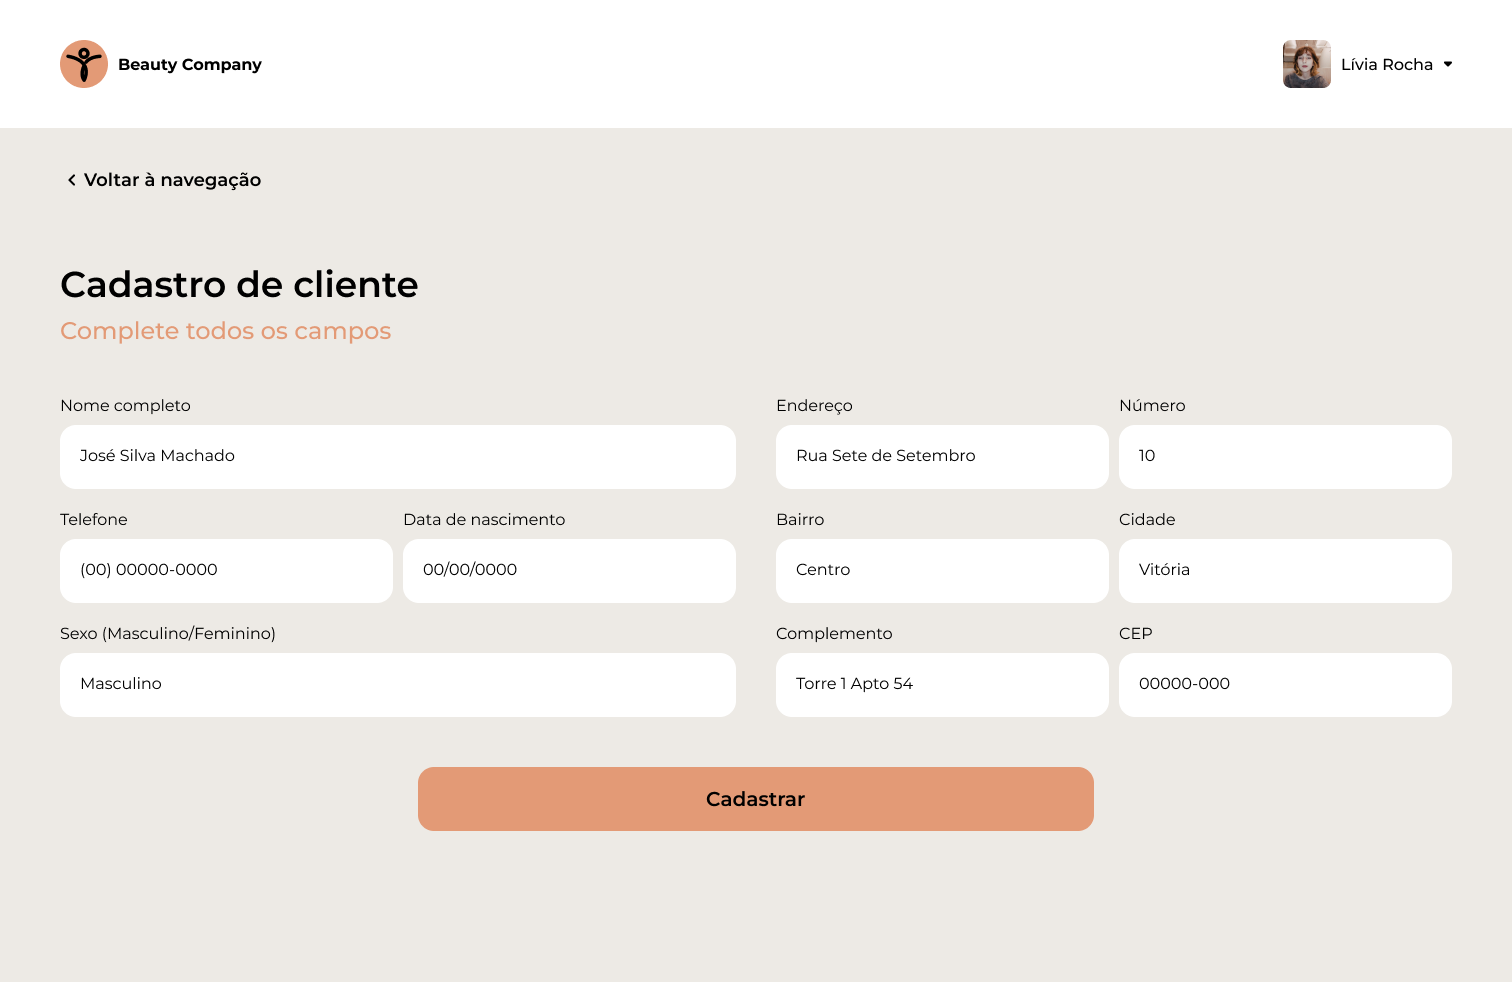 Beauty Company
Lívia Rocha
Voltar à navegação
Cadastro de cliente
Complete todos os campos
Nome completo
José Silva Machado
Telefone
Data de nascimento
(00) 00000-0000
00/00/0000
Sexo (Masculino/Feminino)
Masculino
Endereço
Número
Rua Sete de Setembro
10
Bairro
Cidade
Centro
Vitória
Complemento
CEP
Torre 1 Apto 54
00000-000
Cadastrar